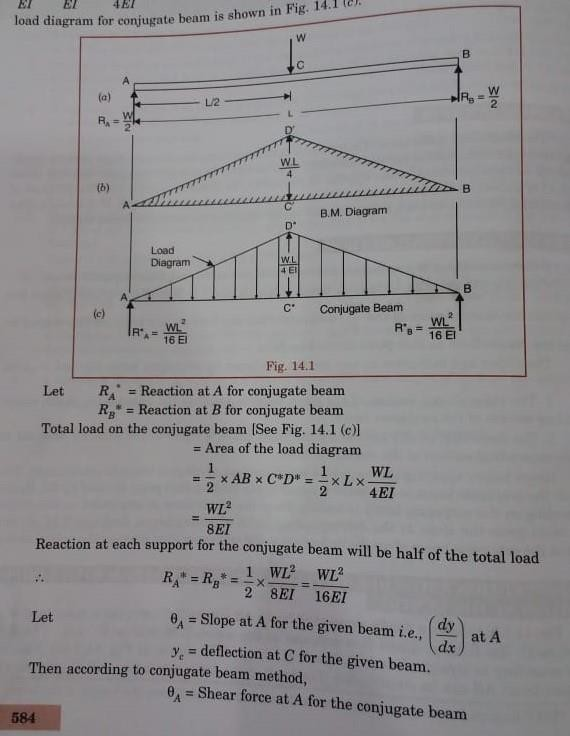 EI EI 4EI
load diagram for conjugate beam is shown in Fig. 14.1 (c).
W
A C B
(a)
L/2
L
R_A = W/2
R_B = W/2
D'
WL/4
(b)
A C' B
B.M. Diagram
D*
Load
Diagram
WL/4EI
A C* Conjugate Beam B
(c)
R*_A = WL²/16 EI
R*_B = WL²/16 EI
Fig. 14.1
Let R_A* = Reaction at A for conjugate beam
R_B* = Reaction at B for conjugate beam
Total load on the conjugate beam [See Fig. 14.1 (c)]
= Area of the load diagram
= 1/2 × AB × C*D* = 1/2 × L × WL/4EI
= WL²/8EI
Reaction at each support for the conjugate beam will be half of the total load
∴ R_A* = R_B* = 1/2 × WL²/8EI = WL²/16EI
Let θ_A = Slope at A for the given beam i.e., (dy/dx) at A
y_c = deflection at C for the given beam.
Then according to conjugate beam method,
θ_A = Shear force at A for the conjugate beam
584